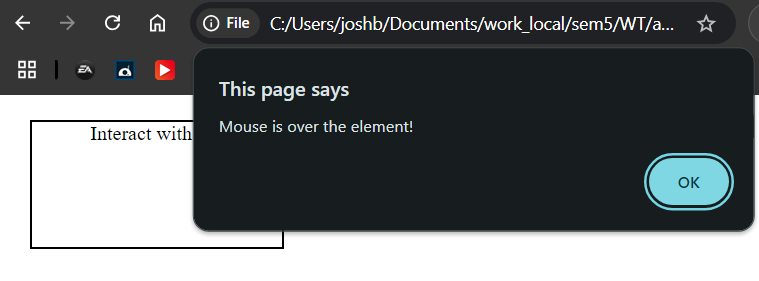 File C:/Users/joshb/Documents/work_local/sem5/WT/a...
EA
This page says
Mouse is over the element!
Interact with
OK